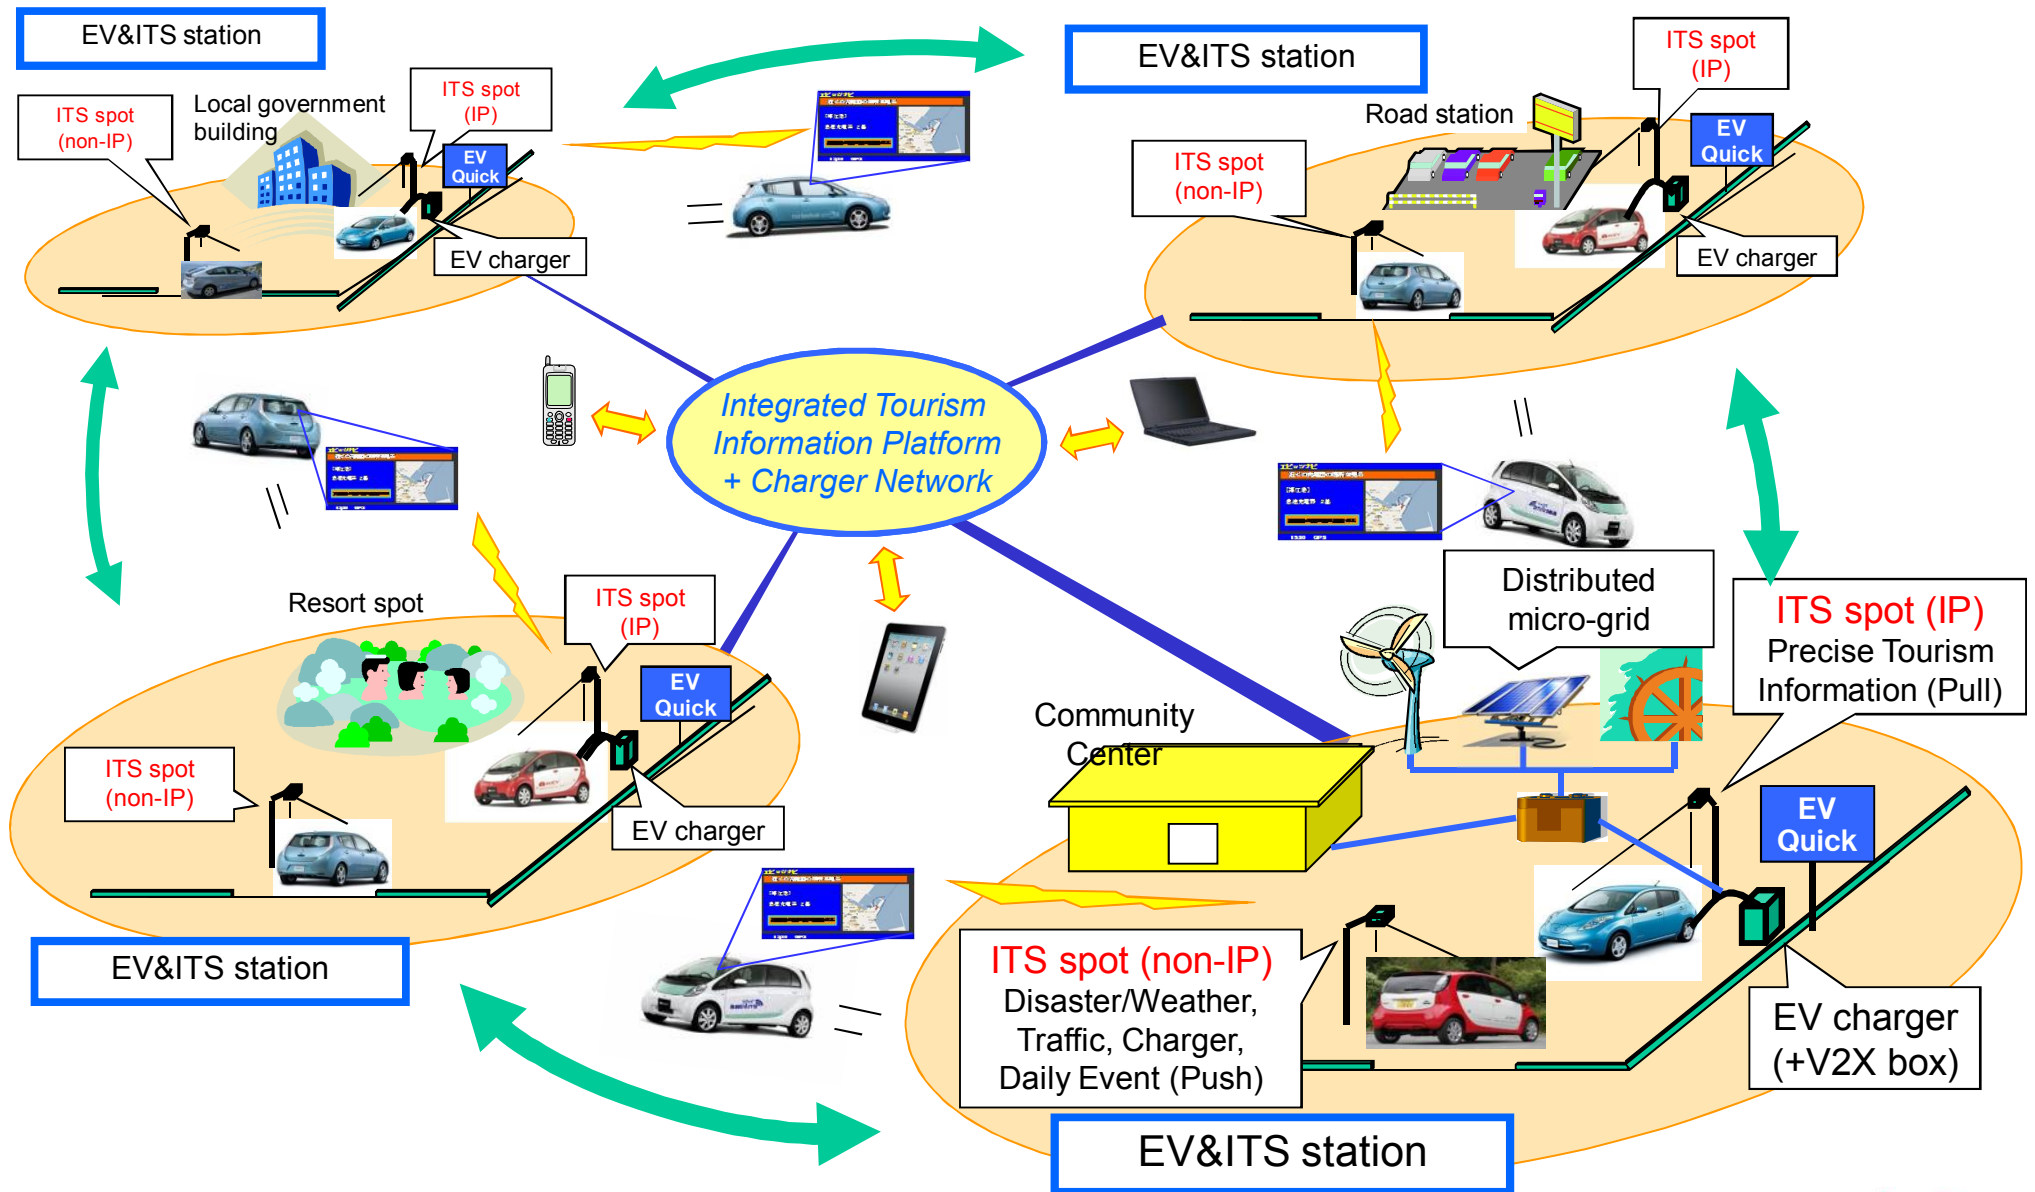 EV&ITS station
ITS spot
(non-IP)
Local government
building
ITS spot
(IP)
EV
Quick
EV charger
EV&ITS station
ITS spot
(IP)
Road station
EV
Quick
ITS spot
(non-IP)
EV charger
Integrated Tourism
Information Platform
+ Charger Network
Resort spot
ITS spot
(IP)
EV
Quick
ITS spot
(non-IP)
EV charger
EV&ITS station
Distributed
micro-grid
ITS spot (IP)
Precise Tourism
Information (Pull)
Community
Center
EV
Quick
ITS spot (non-IP)
Disaster/Weather,
Traffic, Charger,
Daily Event (Push)
EV charger
(+V2X box)
EV&ITS station